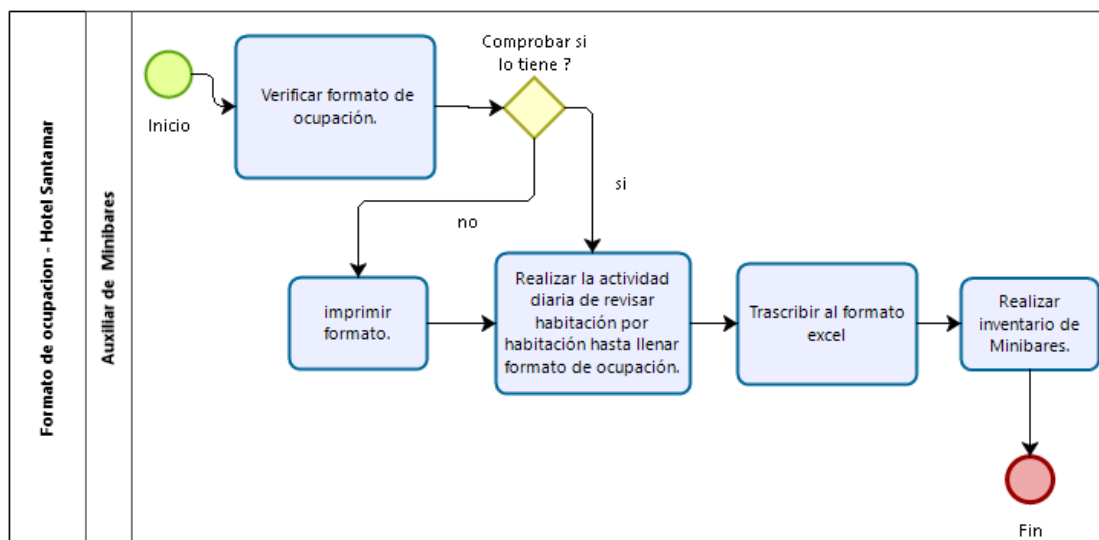 Formato de ocupacion - Hotel Santamar
Auxiliar de Minibares
Inicio
Verificar formato de
ocupación.
Comprobar si
lo tiene ?
no
si
imprimir
formato.
Realizar la actividad
diaria de revisar
habitación por
habitación hasta llenar
formato de ocupación.
Trascribir al formato
excel
Realizar
inventario de
Minibares.
Fin